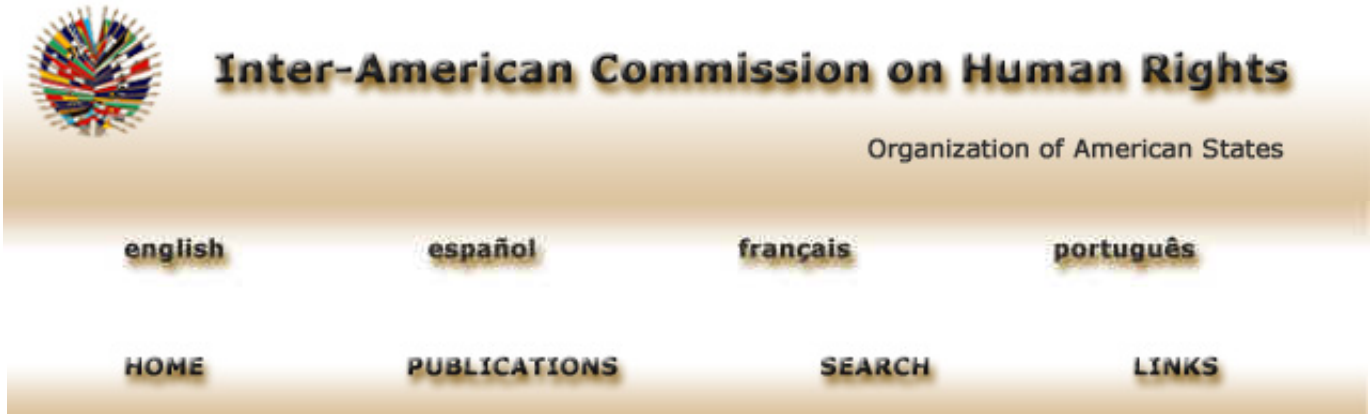 Inter-American Commission on Human Rights
Organization of American States
english español français português
HOME PUBLICATIONS SEARCH LINKS